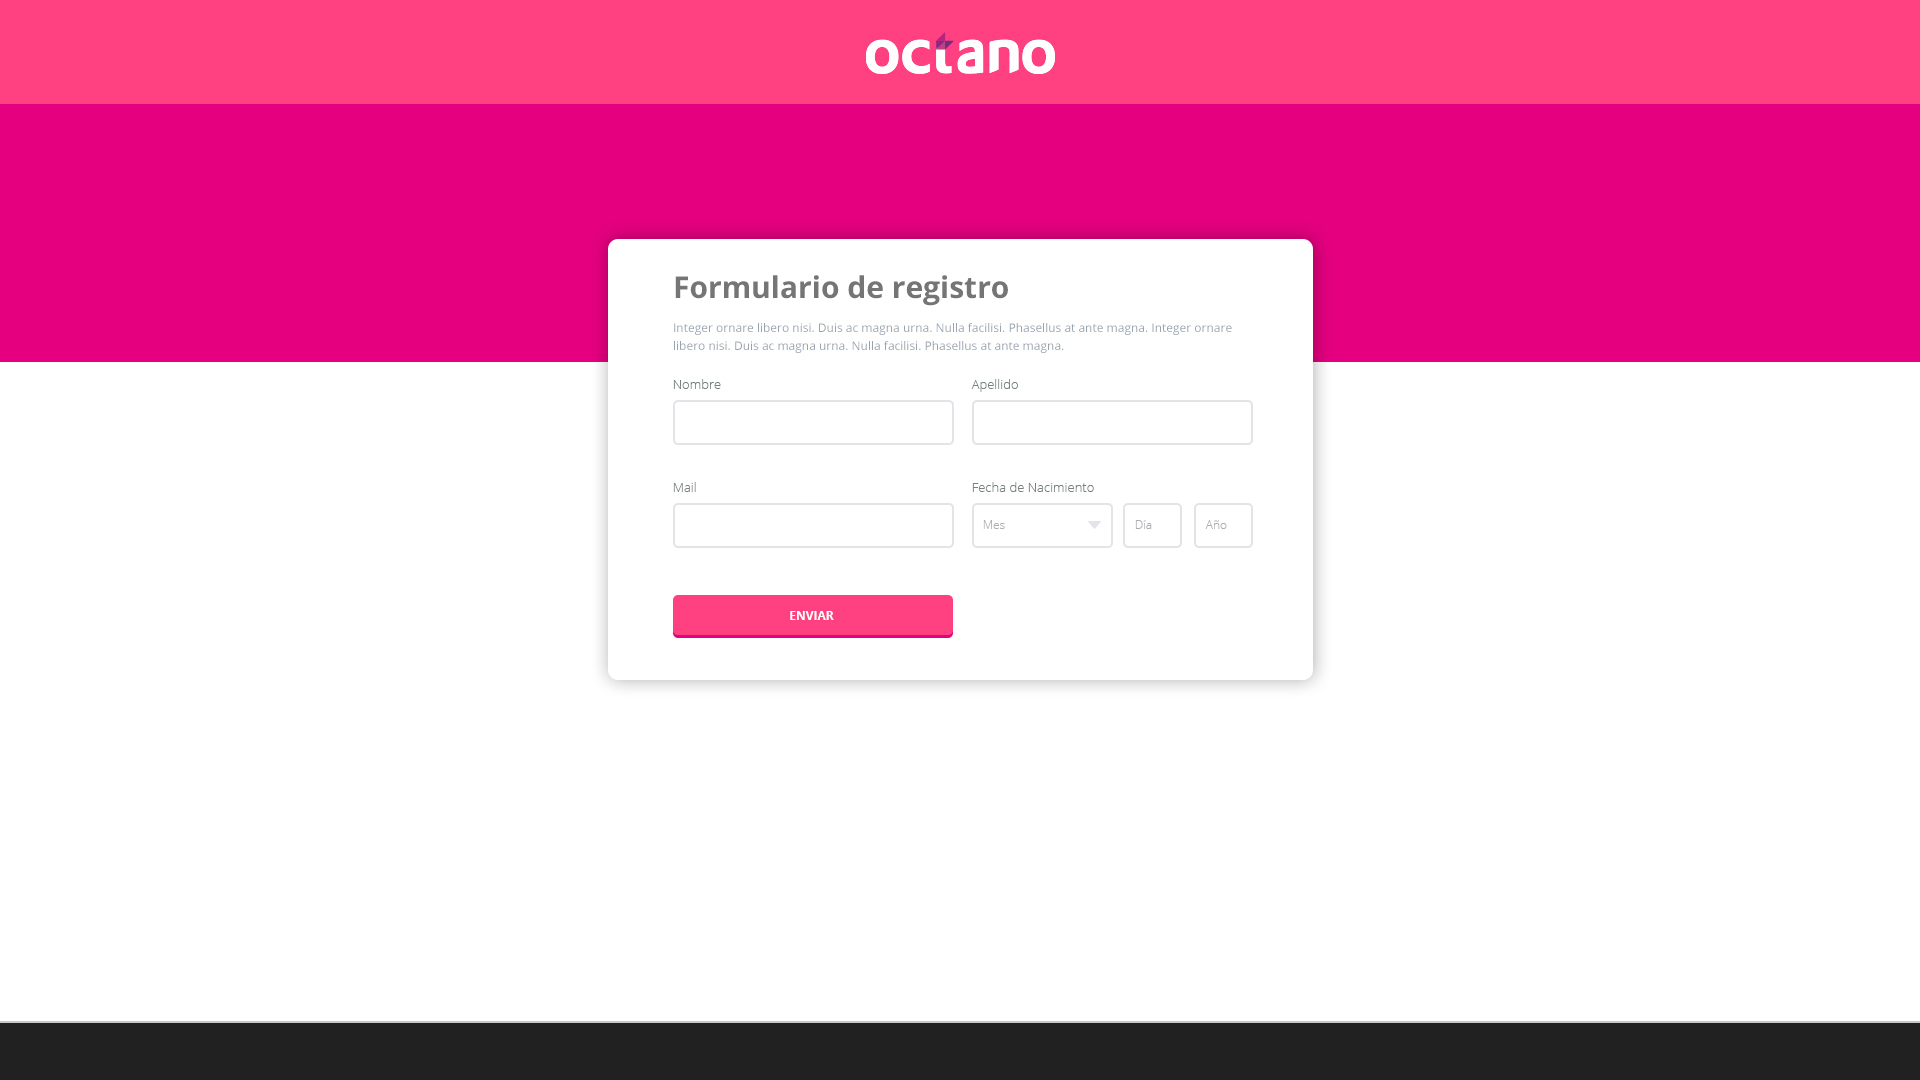 octano
Formulario de registro
Integer ornare libero nisi. Duis ac magna urna. Nulla facilisi. Phasellus at ante magna. Integer ornare
libero nisi. Duis ac magna urna. Nulla facilisi. Phasellus at ante magna.
Nombre Apellido
Mail Fecha de Nacimiento
Mes Día Año
ENVIAR